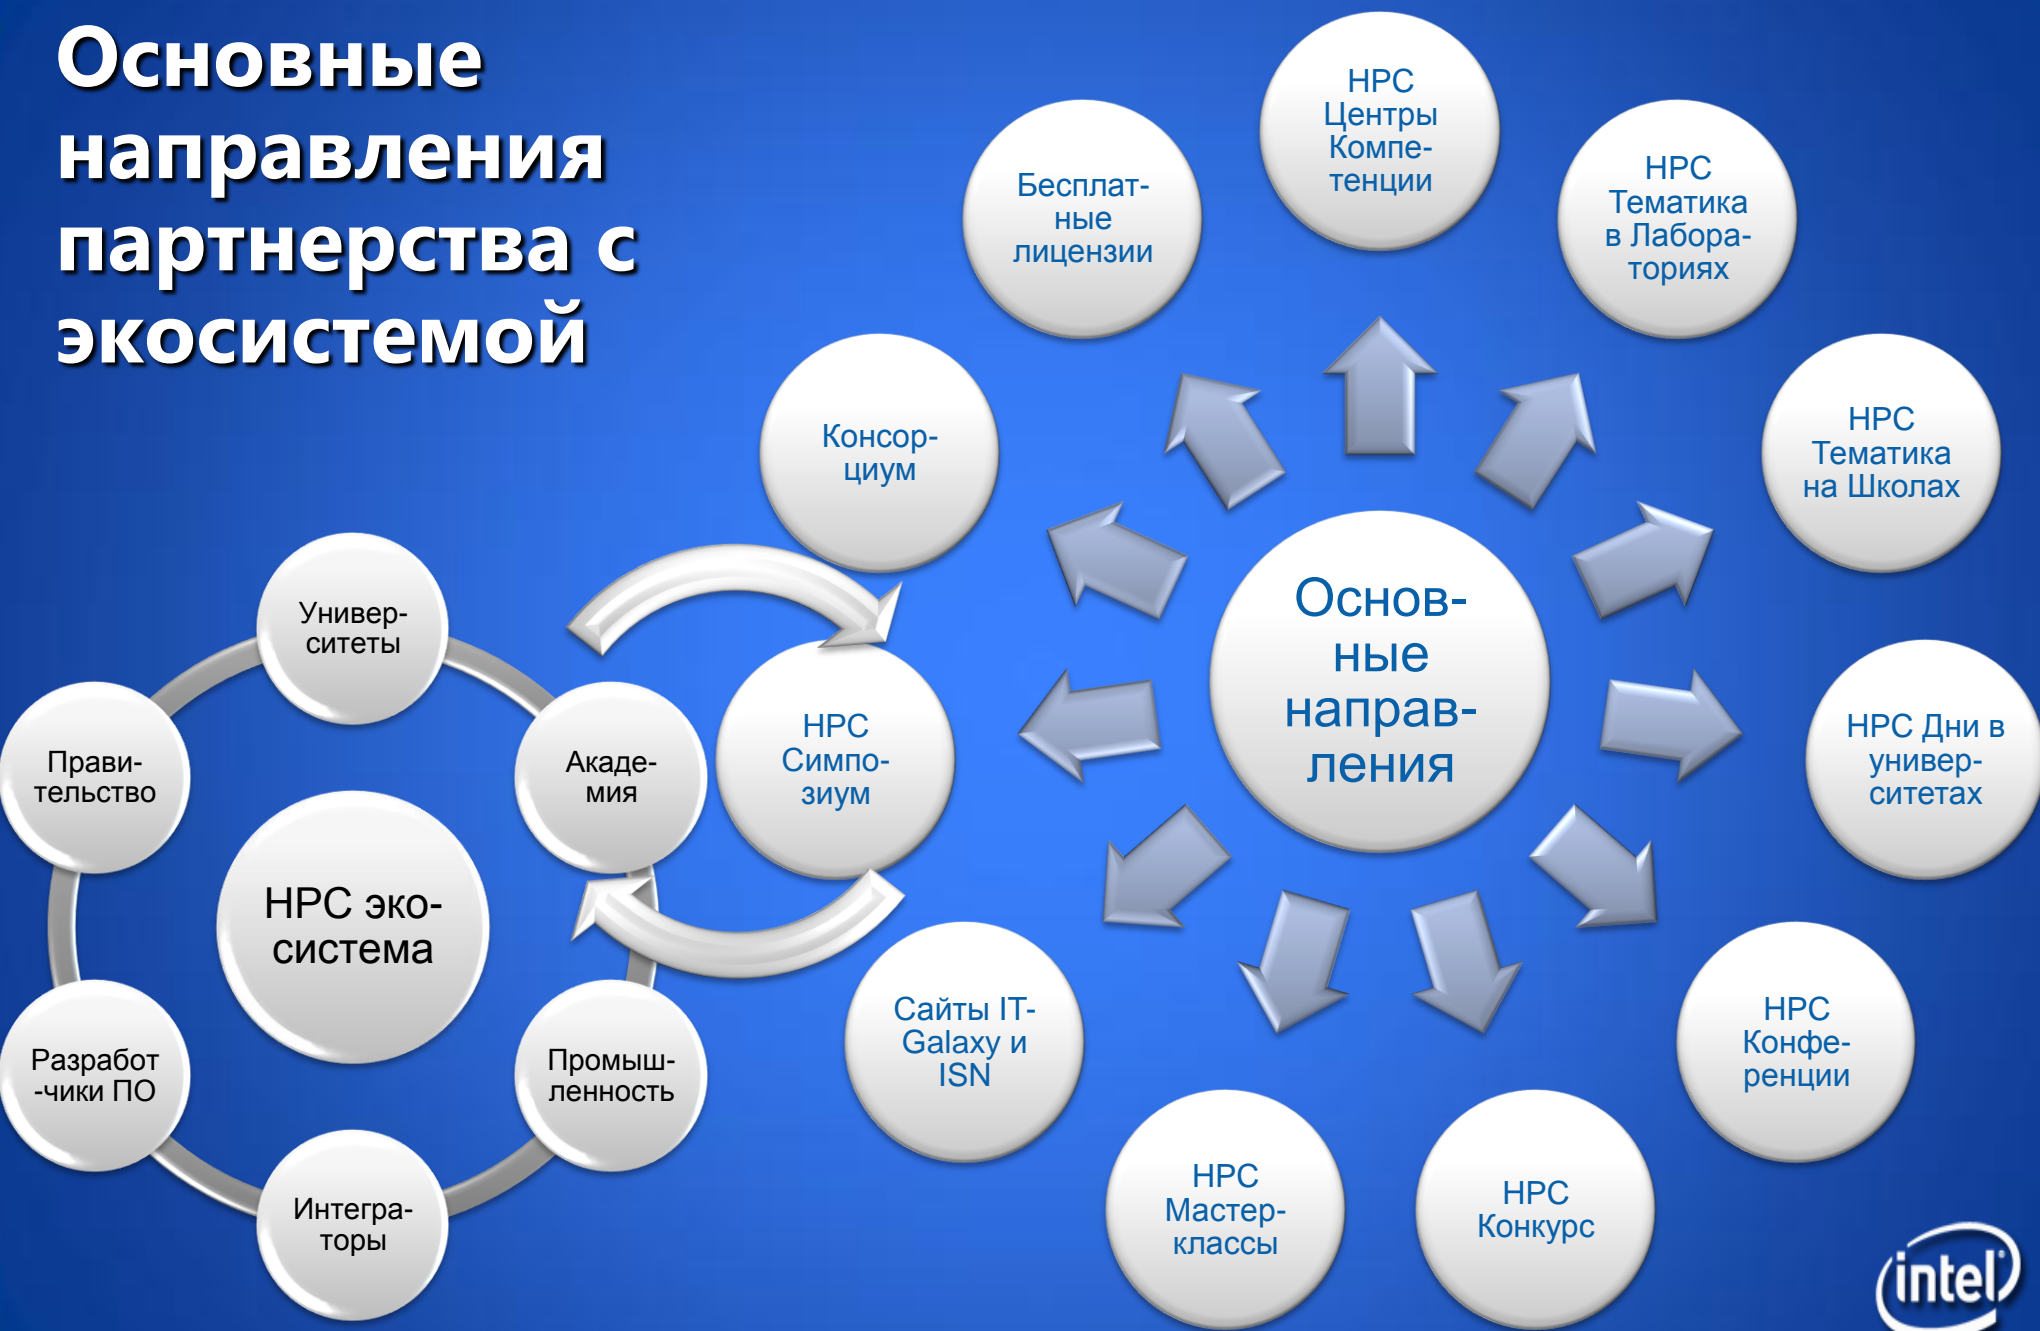 Основные
направления
партнерства с
экосистемой
Универ-
ситеты
Акаде-
мия
Промыш-
ленность
Интегра-
торы
Разработ
-чики ПО
Прави-
тельство
HPC эко-
система
Основ-
ные
направ-
ления
HPC
Центры
Компе-
тенции
HPC
Тематика
в Лабора-
ториях
HPC
Тематика
на Школах
HPC Дни в
универ-
ситетах
HPC
Конфе-
ренции
HPC
Конкурс
HPC
Мастер-
классы
Сайты IT-
Galaxy и
ISN
HPC
Симпо-
зиум
Консор-
циум
Бесплат-
ные
лицензии
intel